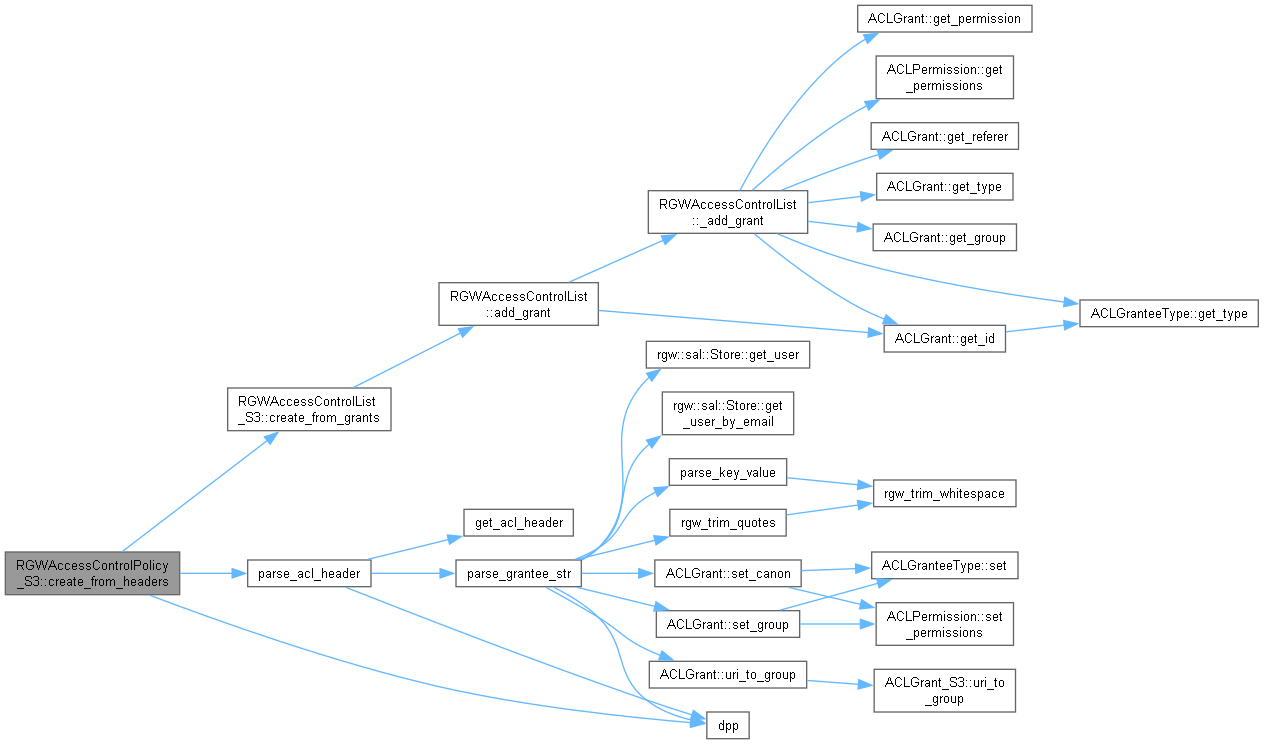 ACLGrant::get_permission
ACLPermission::get
_permissions
ACLGrant::get_referer
ACLGrant::get_type
RGWAccessControlList
::_add_grant
ACLGrant::get_group
RGWAccessControlList
::add_grant
ACLGranteeType::get_type
ACLGrant::get_id
rgw::sal::Store::get_user
RGWAccessControlList
_S3::create_from_grants
rgw::sal::Store::get
_user_by_email
parse_key_value
rgw_trim_whitespace
get_acl_header
rgw_trim_quotes
RGWAccessControlPolicy
_S3::create_from_headers
parse_acl_header
parse_grantee_str
ACLGrant::set_canon
ACLGranteeType::set
ACLGrant::set_group
ACLPermission::set
_permissions
ACLGrant::uri_to_group
ACLGrant_S3::uri_to
_group
dpp